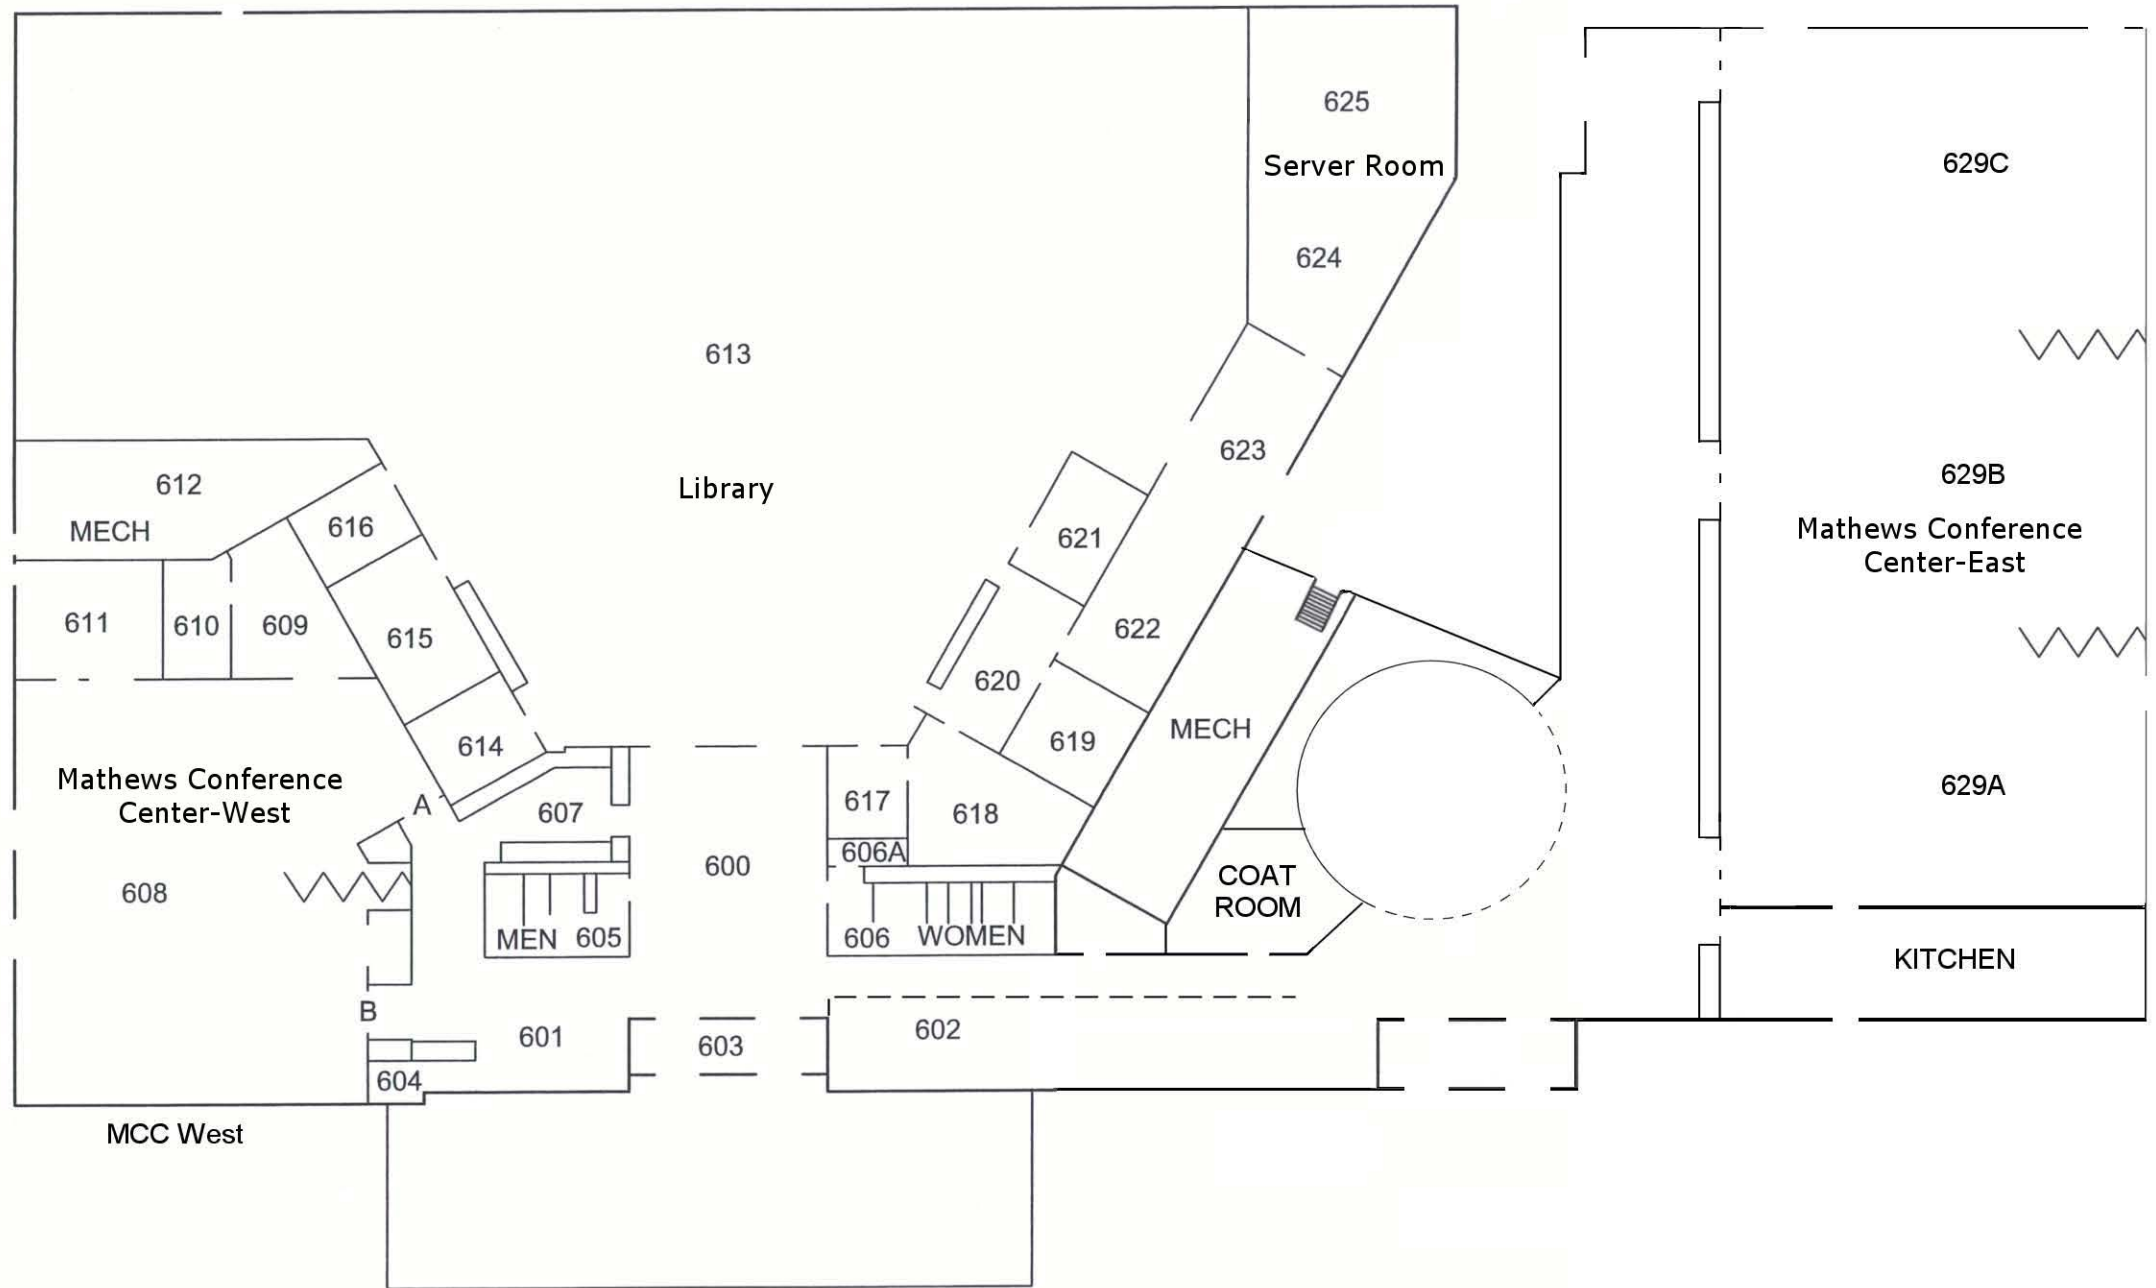 625
629C
Server Room
624
613
623
629B
612
Library
616
MECH
621
Mathews Conference
Center-East
611
610
609
615
622
620
614
619
MECH
Mathews Conference
Center-West
A
607
617
618
629A
606A
608
600
COAT
ROOM
MEN
605
606
WOMEN
KITCHEN
B
601
603
602
604
MCC West